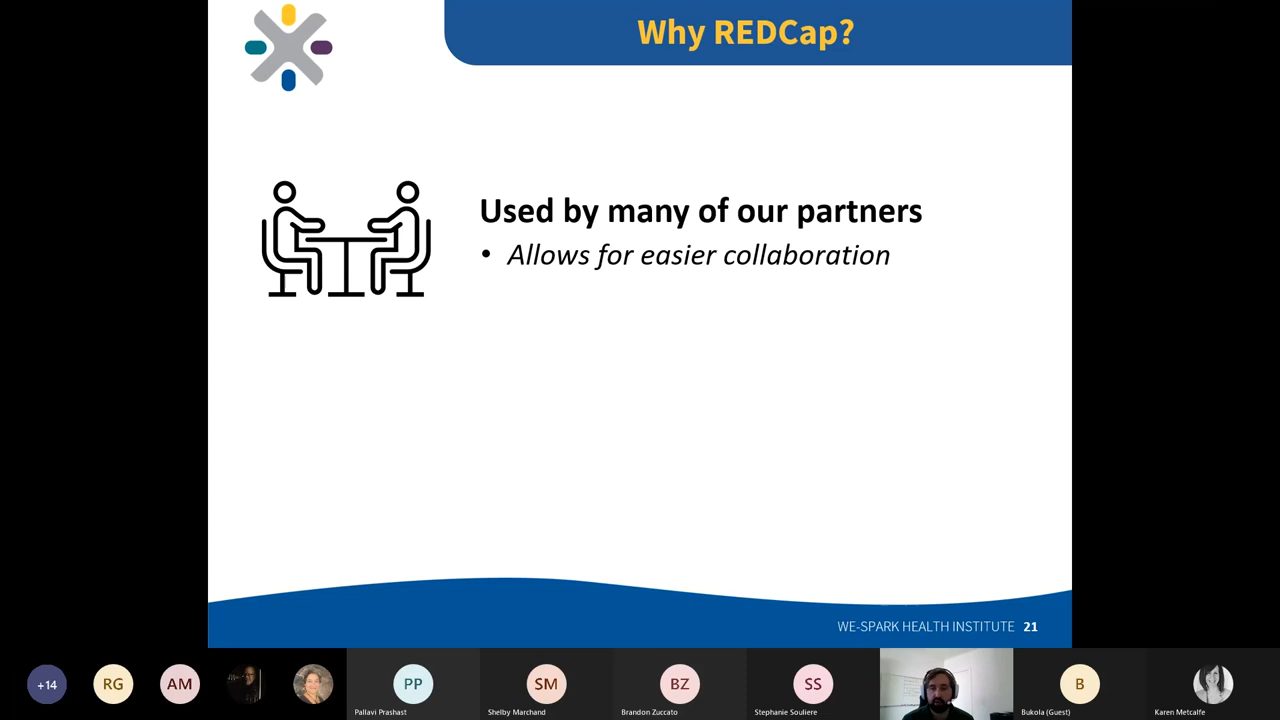 Why REDCap?
Used by many of our partners
• Allows for easier collaboration
WE-SPARK HEALTH INSTITUTE 21
+14
RG
AM
PP
SM
BZ
SS
B
Pallavi Prashast
Shelby Marchand
Brandon Zuccato
Stephanie Souliere
Bukola (Guest)
Karen Metcalfe